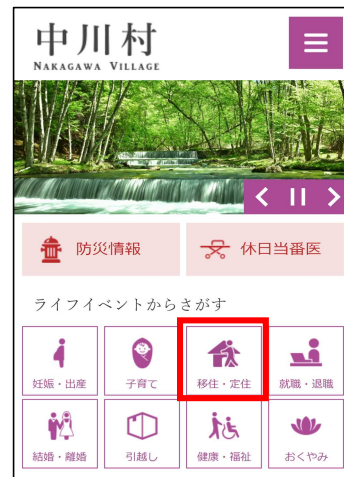 中川村
NAKAGAWA VILLAGE
防災情報
休日当番医
ライフイベントからさがす
妊娠・出産
子育て
移住・定住
就職・退職
結婚・離婚
引越し
健康・福祉
おくやみ